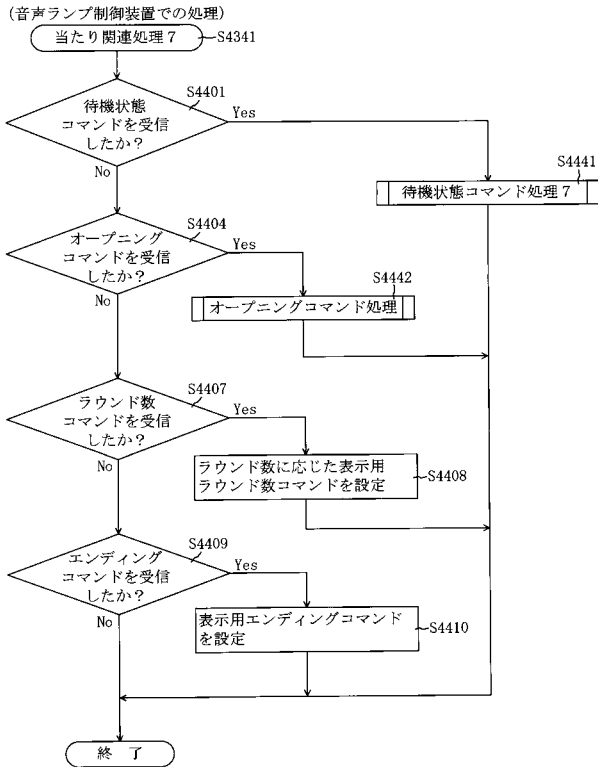 (音声ランプ制御装置での処理)
当たり関連処理7
S4341
S4401
待機状態
コマンドを受信
したか?
Yes
No
S4441
待機状態コマンド処理7
S4404
オープニング
コマンドを受信
したか?
Yes
No
S4442
オープニングコマンド処理
S4407
ラウンド数
コマンドを受信
したか?
Yes
No
ラウンド数に応じた表示用
ラウンド数コマンドを設定
S4408
S4409
エンディング
コマンドを受信
したか?
Yes
No
表示用エンディングコマンド
を設定
S4410
終 了